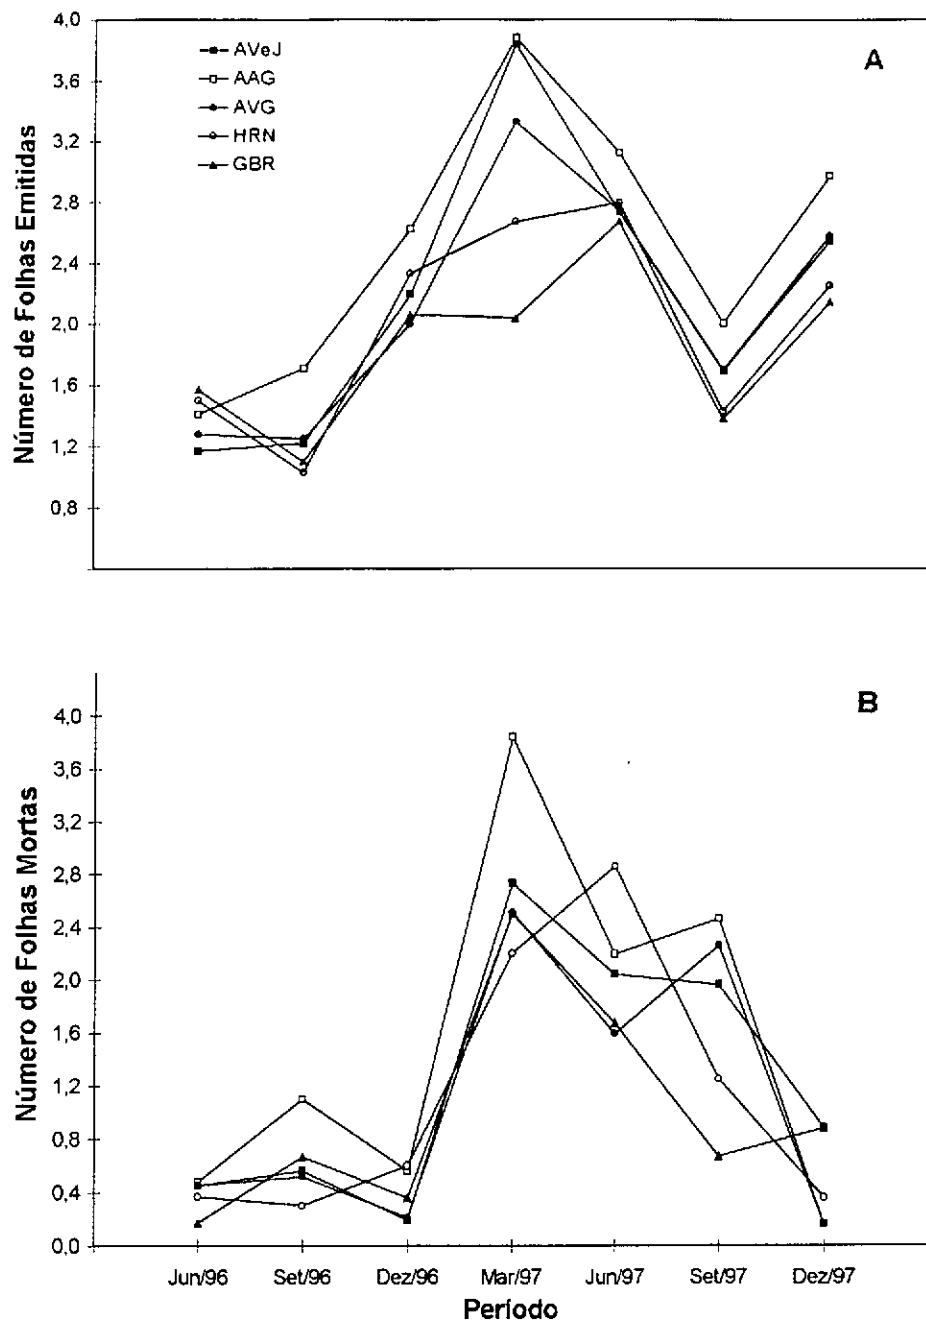 A
AVeJ
AAG
AVG
HRN
GBR
Número de Folhas Emitidas
4,0
3,6
3,2
2,8
2,4
2,0
1,6
1,2
0,8
B
Número de Folhas Mortas
4,0
3,6
3,2
2,8
2,4
2,0
1,6
1,2
0,8
0,4
0,0
Jun/96 Set/96 Dez/96 Mar/97 Jun/97 Set/97 Dez/97
Período